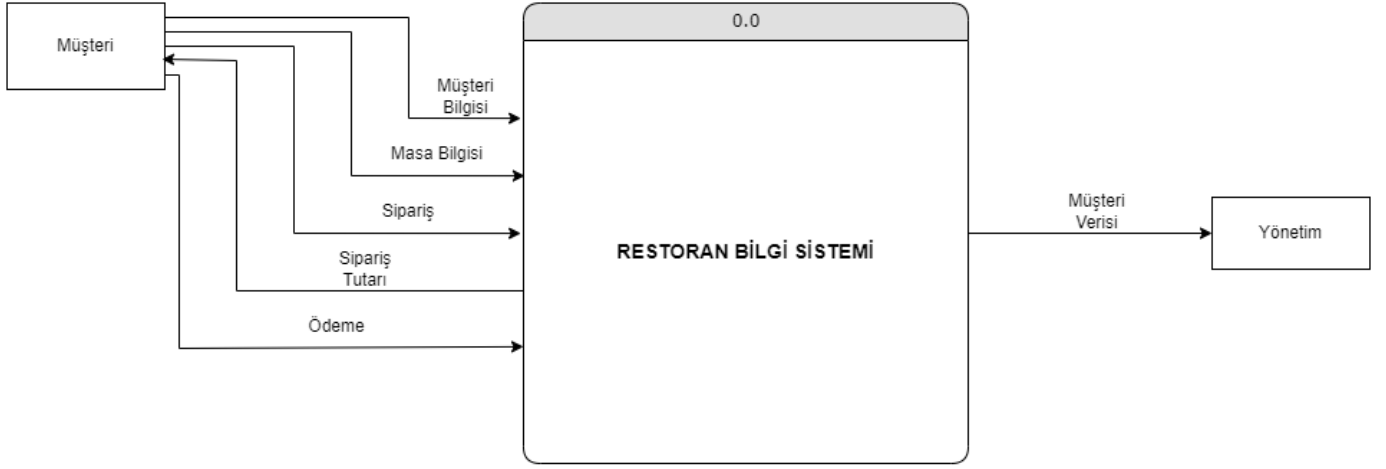 Müşteri
0.0
Müşteri
Bilgisi
Masa Bilgisi
Sipariş
Sipariş
Tutarı
Ödeme
RESTORAN BİLGİ SİSTEMİ
Müşteri
Verisi
Yönetim